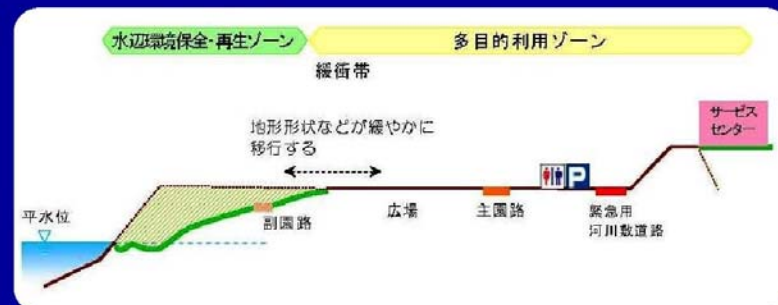 水辺環境保全・再生ゾーン
多目的利用ゾーン
緩衝帯
サービス
センター
地形形状などが緩やかに
移行する
P
平水位
副園路
広場
主園路
緊急用
河川敷道路